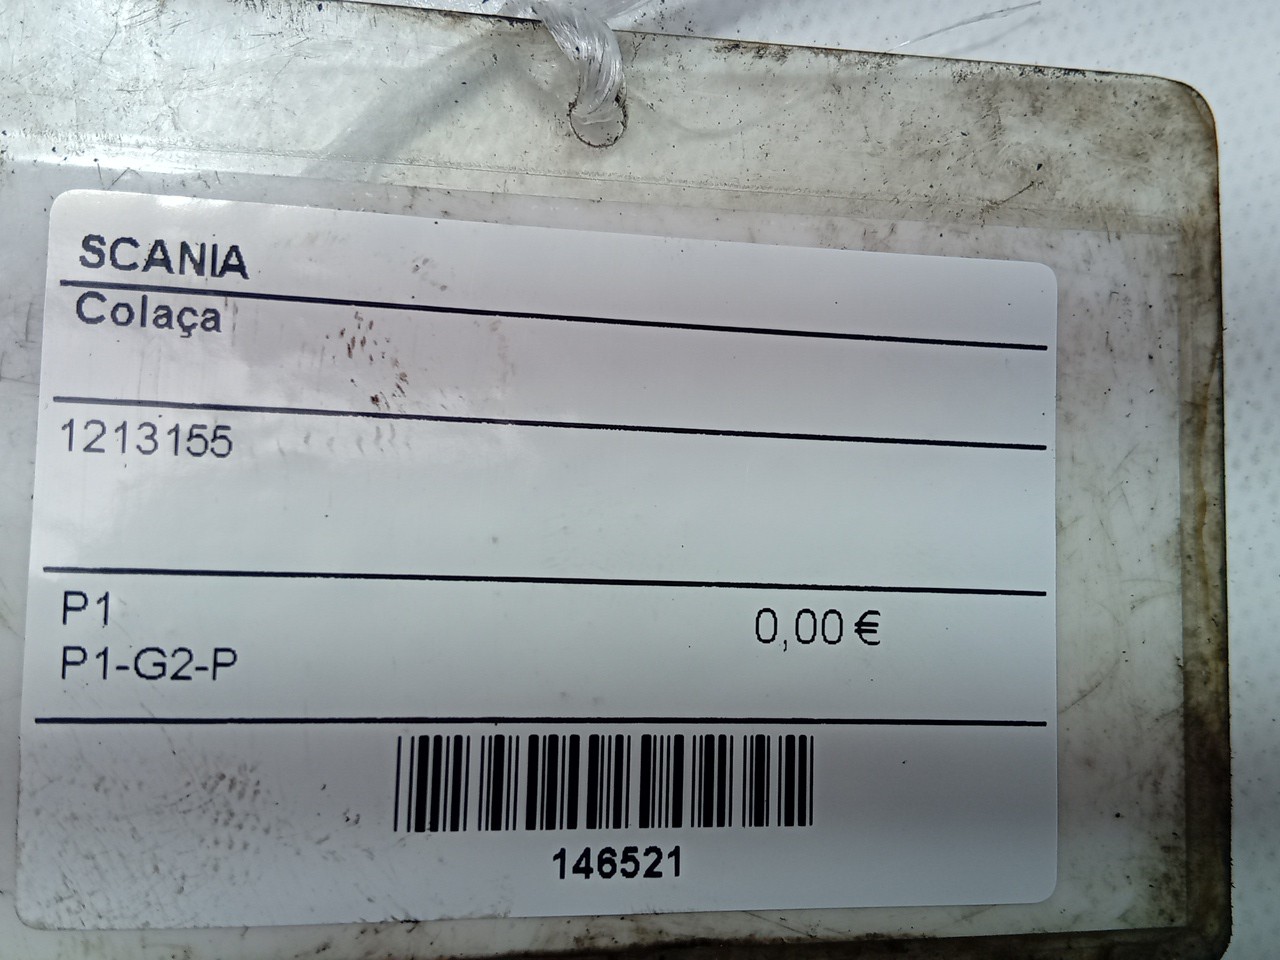 SCANIA
Colaça
1213155
P1
0,00 €
P1-G2-P
146521